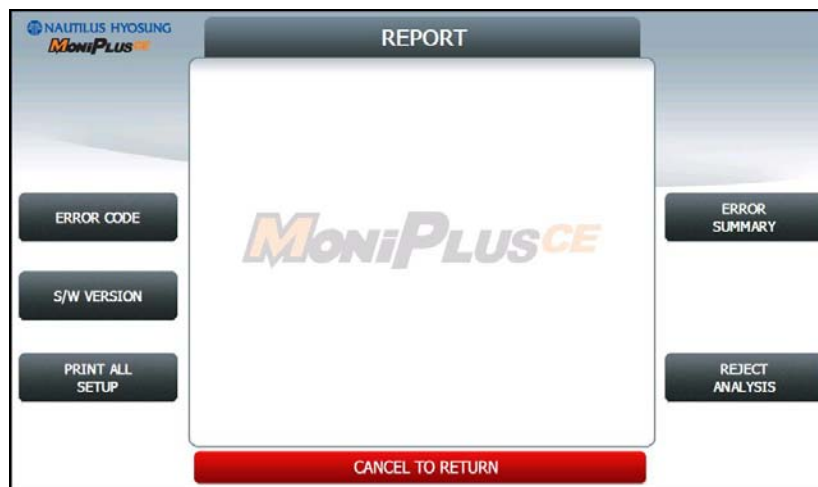 NAUTILUS HYOSUNG
MoniPlusCE
REPORT
MoniPlusCE
ERROR CODE
ERROR
SUMMARY
S/W VERSION
PRINT ALL
SETUP
REJECT
ANALYSIS
CANCEL TO RETURN